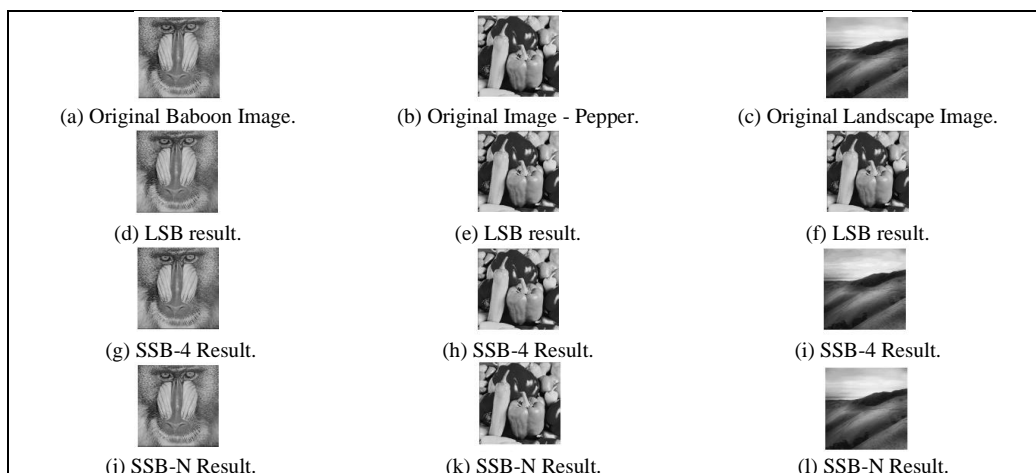 (a) Original Baboon Image.
(b) Original Image - Pepper.
(c) Original Landscape Image.
(d) LSB result.
(e) LSB result.
(f) LSB result.
(g) SSB-4 Result.
(h) SSB-4 Result.
(i) SSB-4 Result.
(j) SSB-N Result.
(k) SSB-N Result.
(l) SSB-N Result.